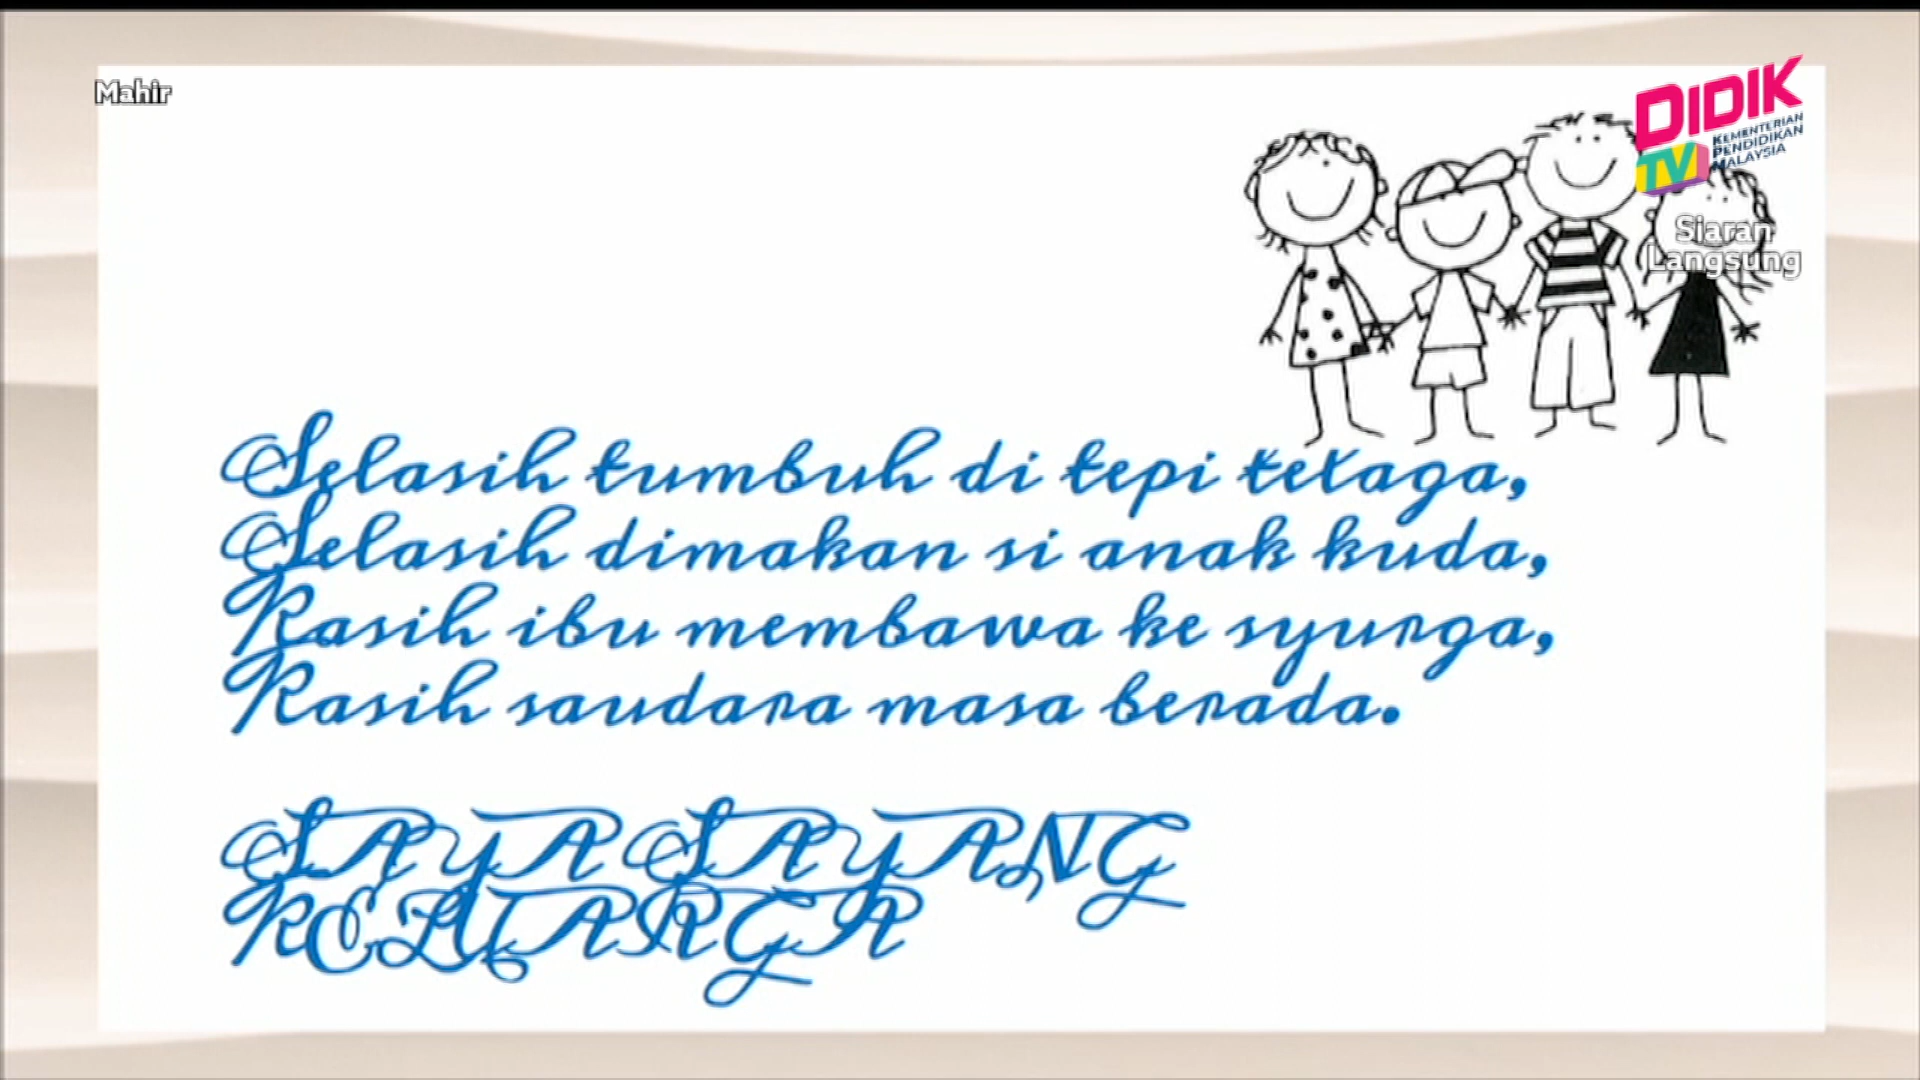 Mahir
DIDIK
TV
KEMENTERIAN
PENDIDIKAN
MALAYSIA
Siaran
Langsung
Selasih tumbuh di tepi telaga,
Selasih dimakan si anak kuda,
Kasih ibu membawa ke syurga,
Kasih saudara masa berada.
SAYA SAYANG
KELUARGA